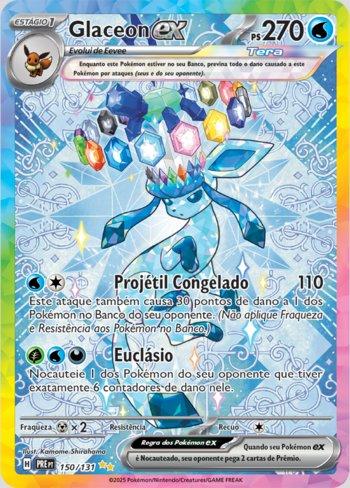 ESTÁGIO 1
Glaceon ex
PS 270
Evolui de Eevee
Tera
Enquanto este Pokémon estiver no seu Banco, previna todo o dano causado a este
Pokémon por ataques (seus e do seu oponente).
Projétil Congelado 110
Este ataque também causa 30 pontos de dano a 1 dos
Pokémon no Banco do seu oponente. (Não aplique Fraqueza
e Resistência aos Pokémon no Banco.)
Euclásio
Nocauteie 1 dos Pokémon do seu oponente que tiver
exatamente 6 contadores de dano nele.
Fraqueza ×2 Resistência Recuo
Regra dos Pokémon ex
Quando seu Pokémon ex
é Nocauteado, seu oponente pega 2 cartas de Prêmio.
Ilust. Kamome Shirahama
H PRE PT 150/131
©2025 Pokémon/Nintendo/Creatures/GAME FREAK